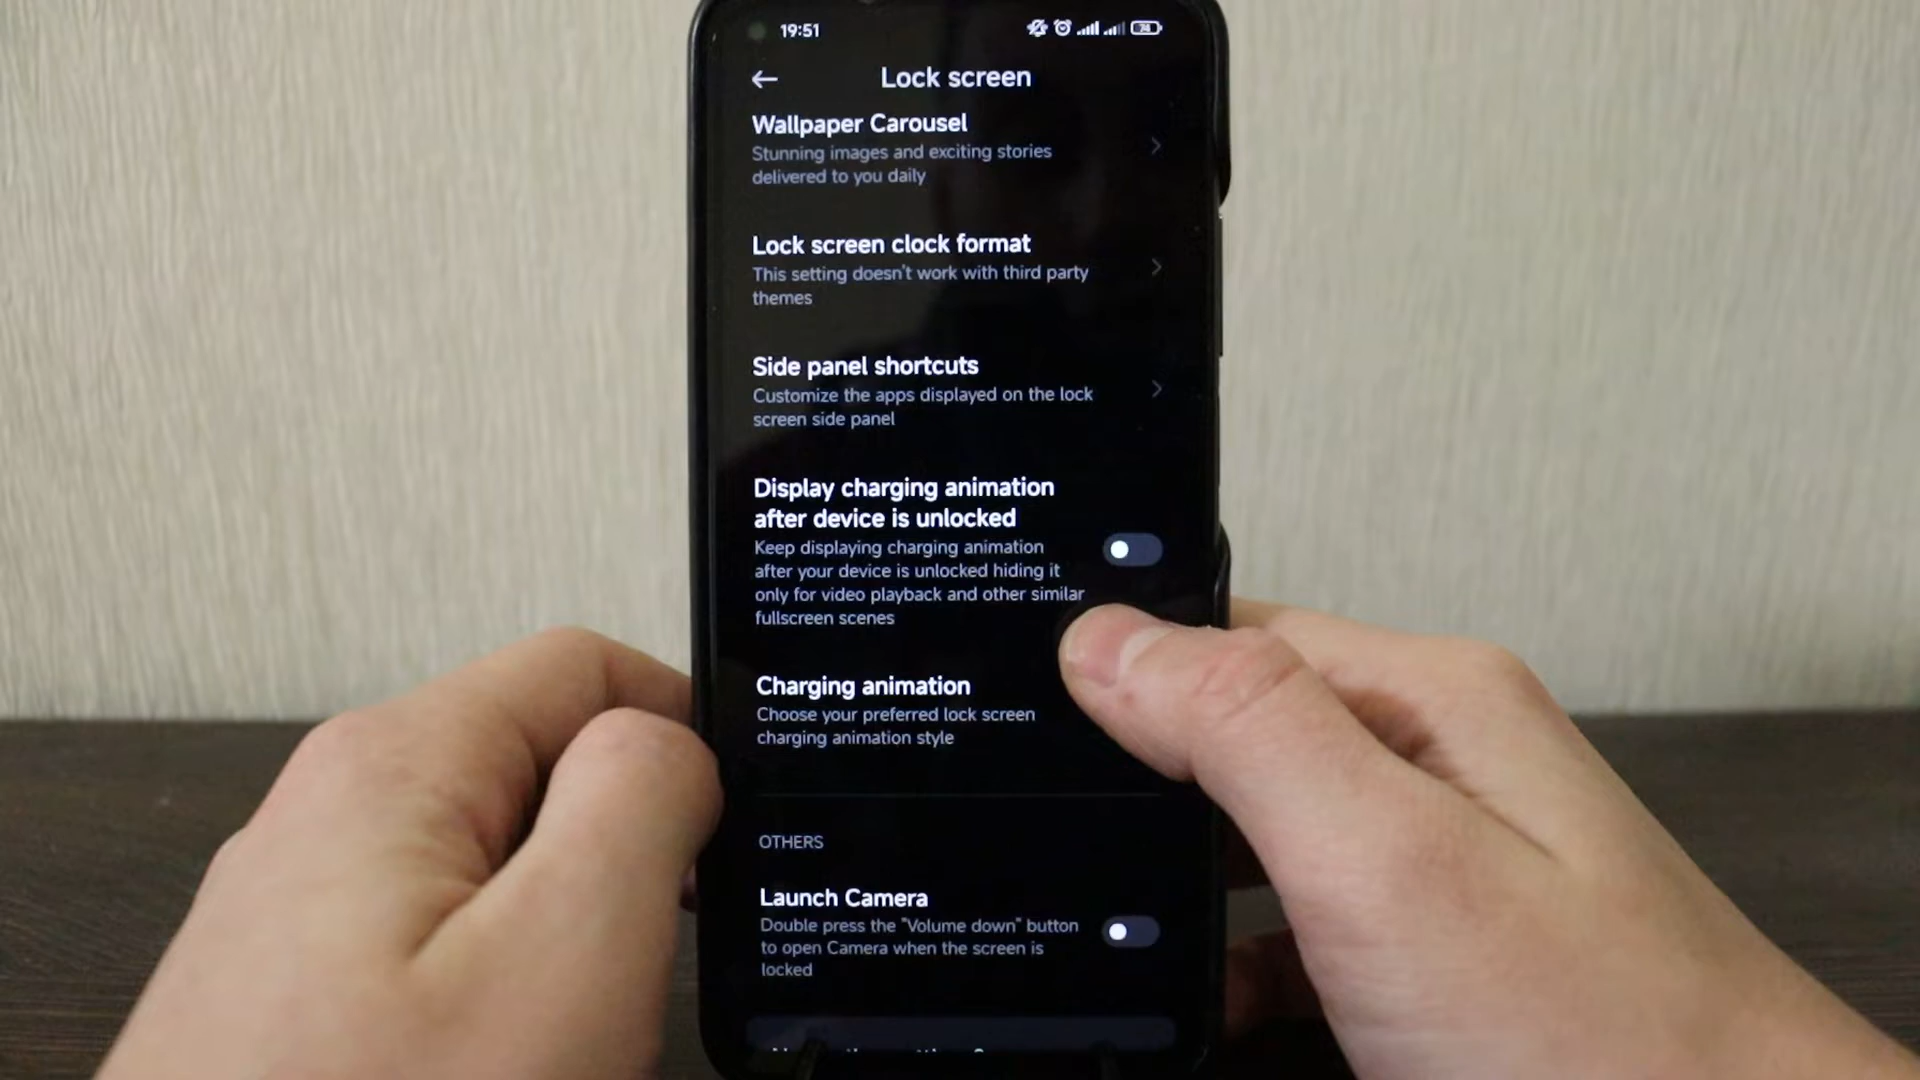 19:51
Lock screen
Wallpaper Carousel
Stunning images and exciting stories
delivered to you daily
Lock screen clock format
This setting doesn't work with third party
themes
Side panel shortcuts
Customize the apps displayed on the lock
screen side panel
Display charging animation
after device is unlocked
Keep displaying charging animation
after your device is unlocked hiding it
only for video playback and other similar
fullscreen scenes
Charging animation
Choose your preferred lock screen
charging animation style
OTHERS
Launch Camera
Double press the "Volume down" button
to open Camera when the screen is
locked